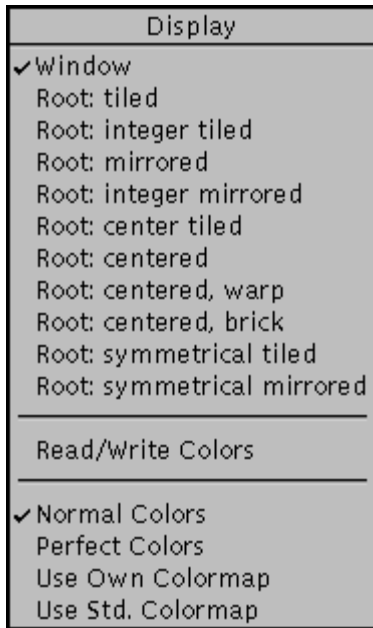 Display
Window
Root: tiled
Root: integer tiled
Root: mirrored
Root: integer mirrored
Root: center tiled
Root: centered
Root: centered, warp
Root: centered, brick
Root: symmetrical tiled
Root: symmetrical mirrored
Read/Write Colors
Normal Colors
Perfect Colors
Use Own Colormap
Use Std. Colormap